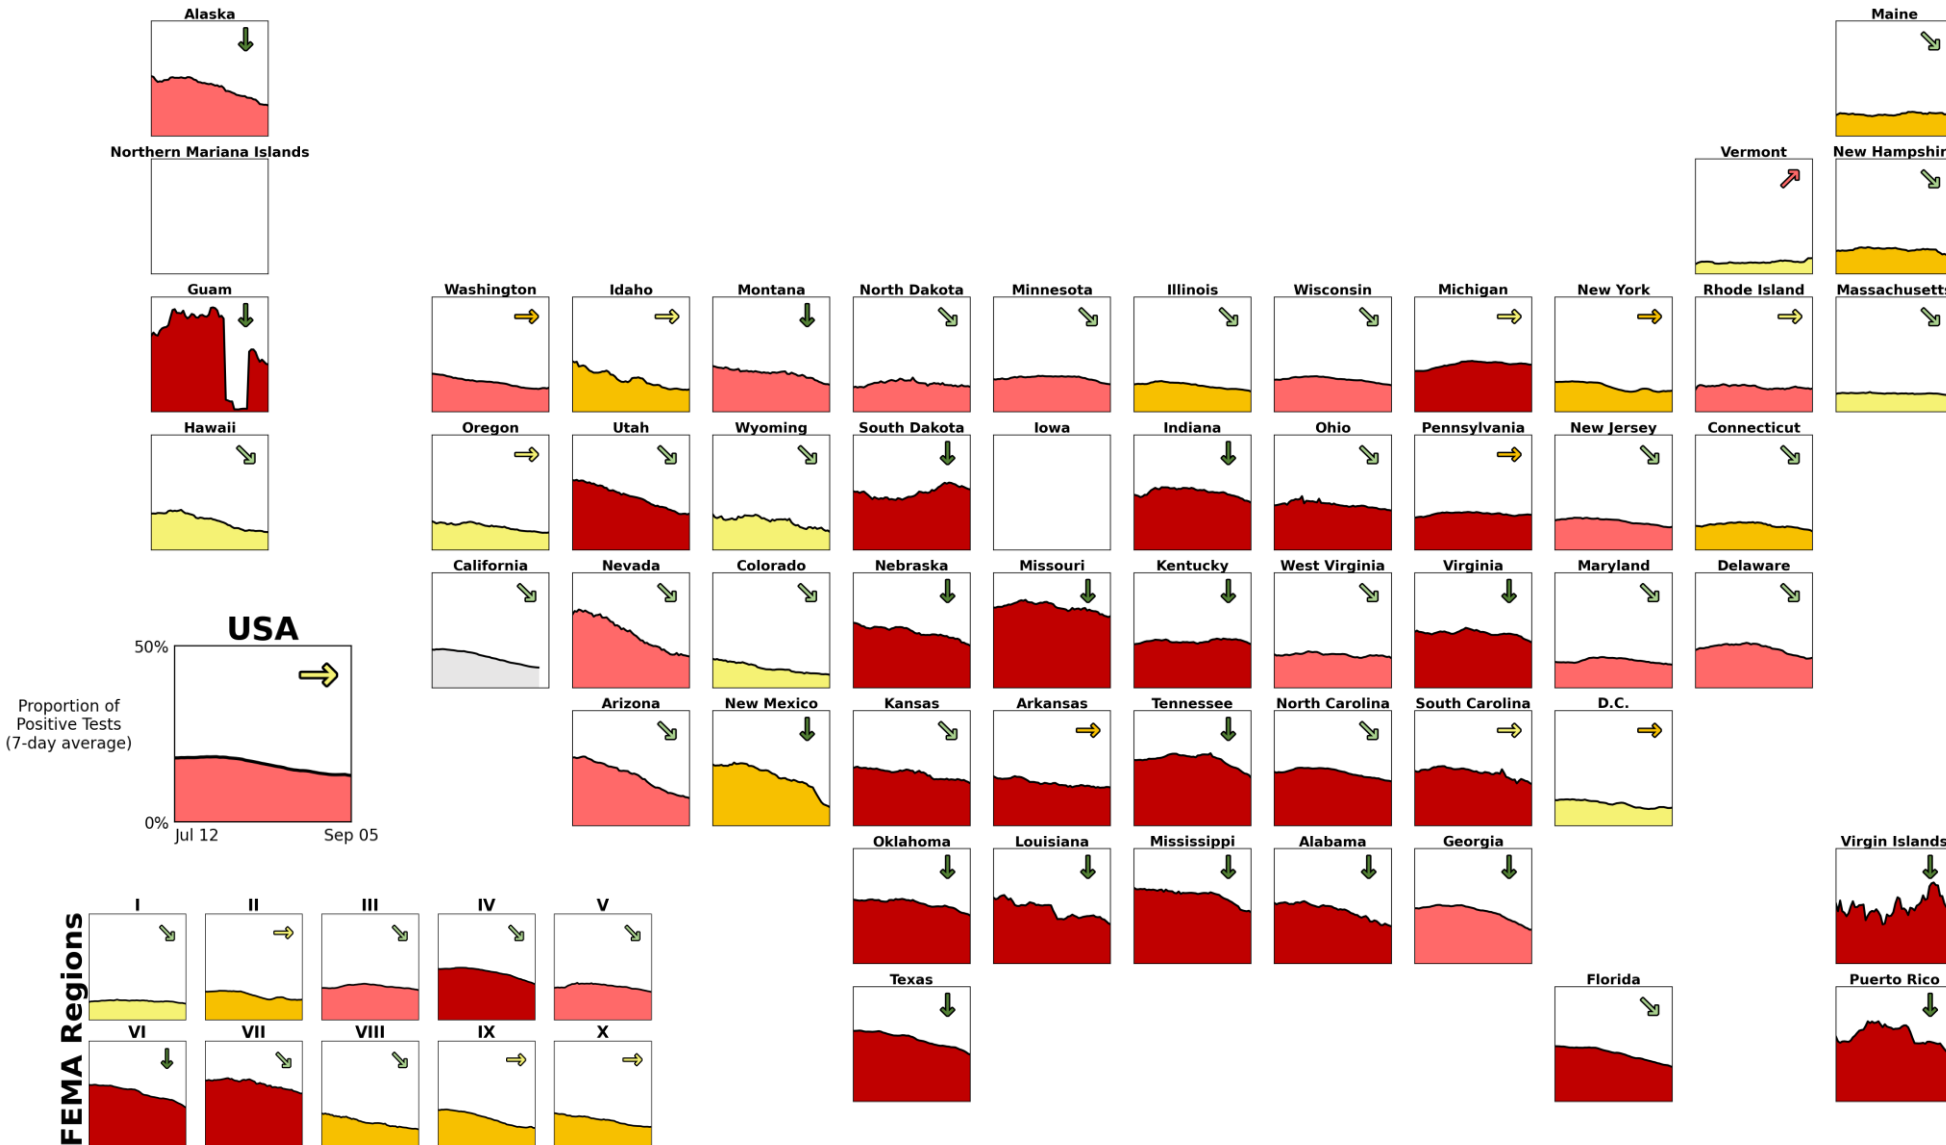 Alaska
Maine
Northern Mariana Islands
Vermont
New Hampshir
Guam
Washington
Idaho
Montana
North Dakota
Minnesota
Illinois
Wisconsin
Michigan
New York
Rhode Island
Massachusetts
Hawaii
Oregon
Utah
Wyoming
South Dakota
Iowa
Indiana
Ohio
Pennsylvania
New Jersey
Connecticut
California
Nevada
Colorado
Nebraska
Missouri
Kentucky
West Virginia
Virginia
Maryland
Delaware
USA
50%
Proportion of
Positive Tests
(7-day average)
0%
Jul 12
Sep 05
Arizona
New Mexico
Kansas
Arkansas
Tennessee
North Carolina
South Carolina
D.C.
Oklahoma
Louisiana
Mississippi
Alabama
Georgia
Virgin Islands
FEMA Regions
I
II
III
IV
V
Texas
Florida
Puerto Rico
VI
VII
VIII
IX
X